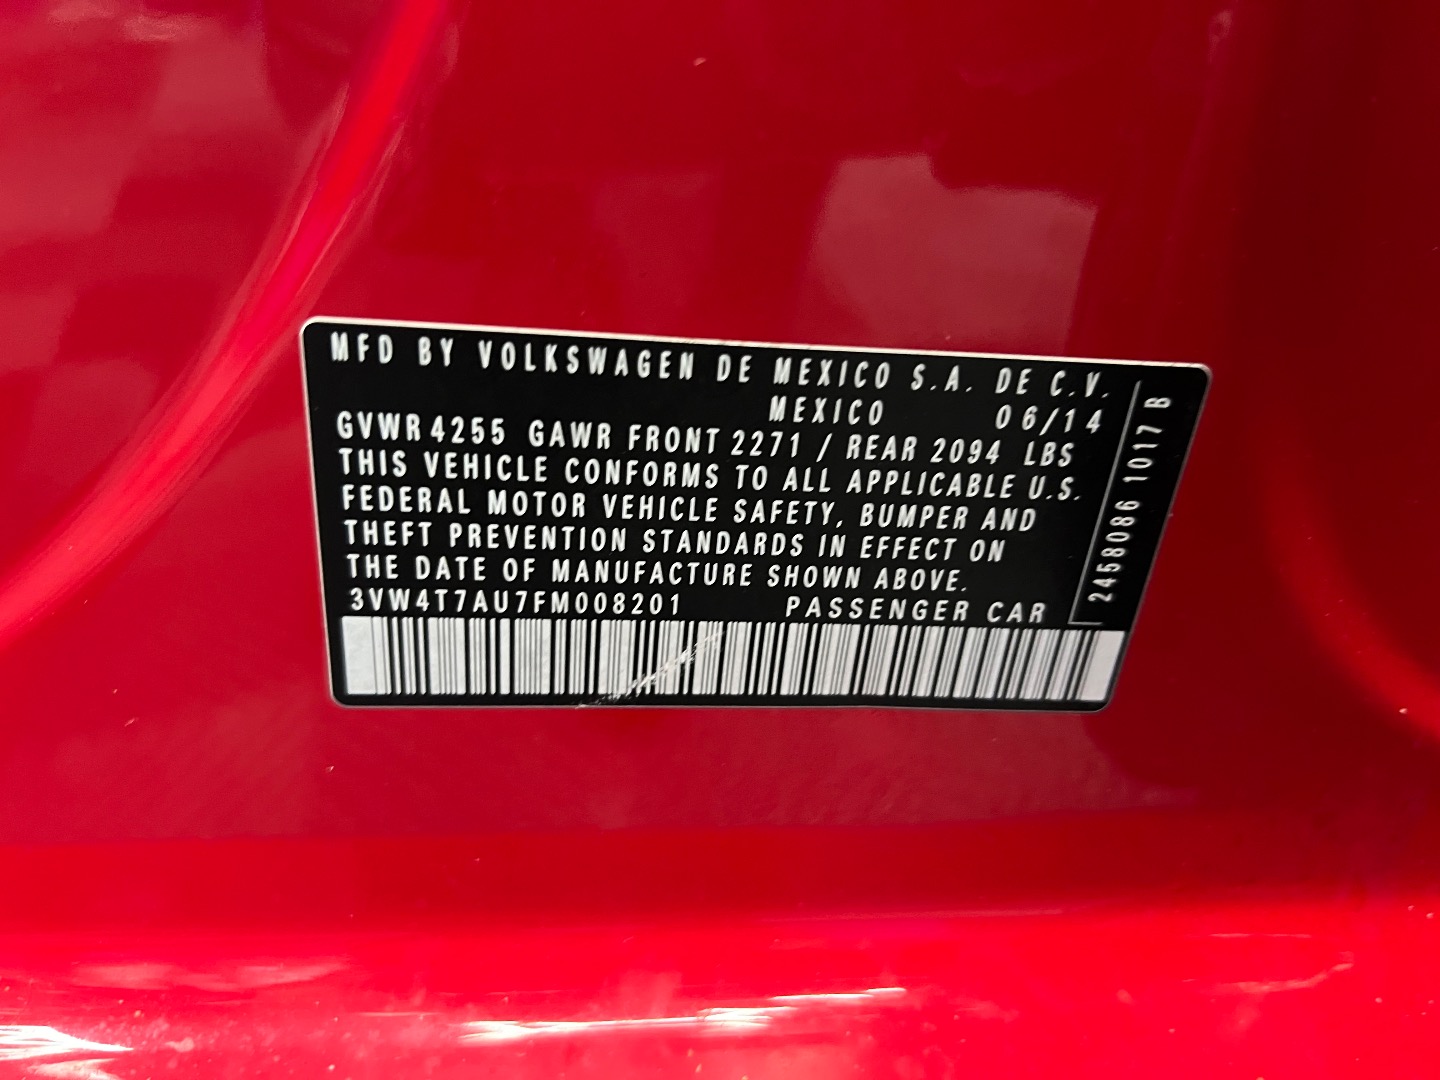 MFD BY VOLKSWAGEN DE MEXICO S.A. DE C.V.
MEXICO 06/14
GVWR 4255 GAWR FRONT 2271 / REAR 2094 LBS
THIS VEHICLE CONFORMS TO ALL APPLICABLE U.S.
FEDERAL MOTOR VEHICLE SAFETY, BUMPER AND
THEFT PREVENTION STANDARDS IN EFFECT ON
THE DATE OF MANUFACTURE SHOWN ABOVE.
3VW4T7AU7FM008201 PASSENGER CAR
2458086 1017 B